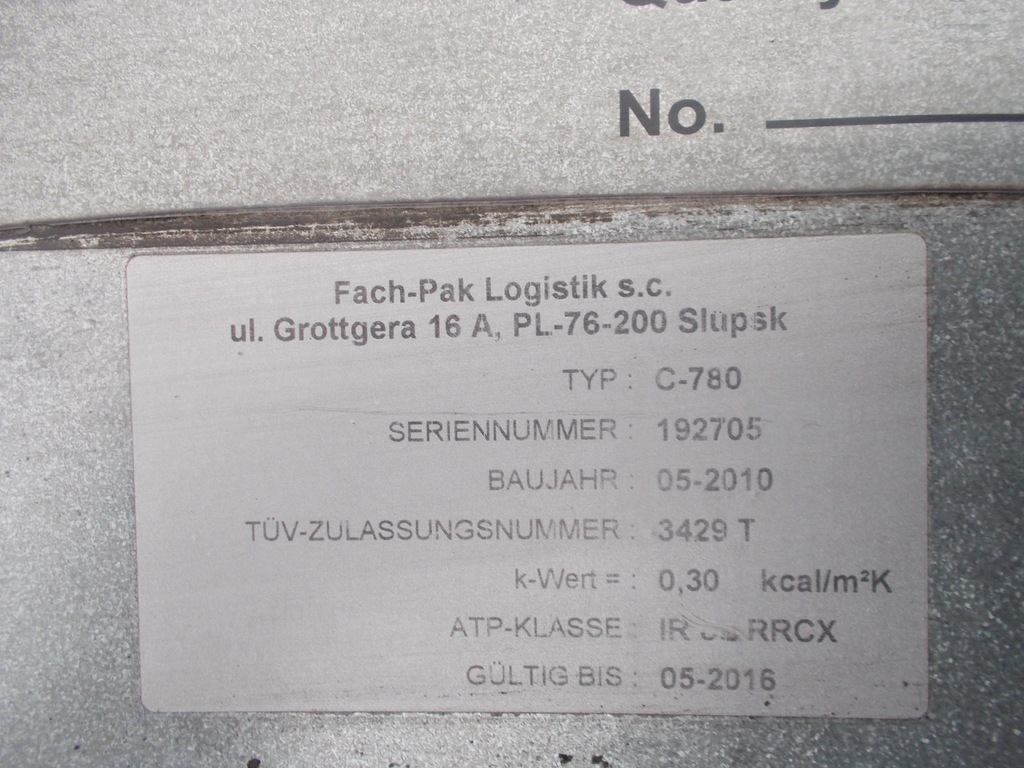 No.
Fach-Pak Logistik s.c.
ul. Grottgera 16 A, PL-76-200 Słupsk
TYP : C-780
SERIENNUMMER : 192705
BAUJAHR : 05-2010
TÜV-ZULASSUNGSNUMMER : 3429 T
k-Wert = : 0,30 kcal/m²K
ATP-KLASSE : IR RRCX
GÜLTIG BIS : 05-2016